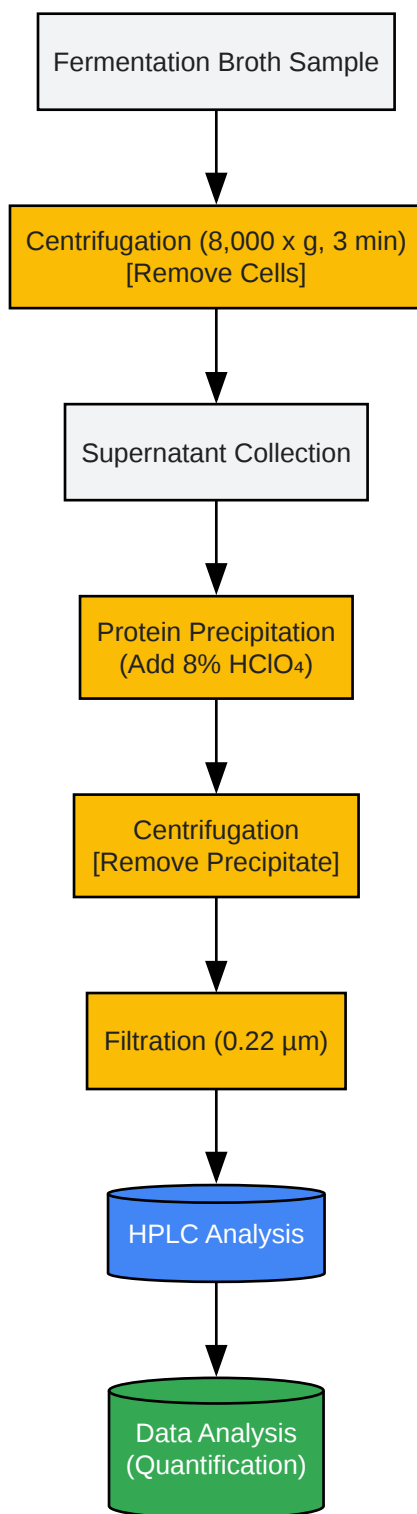 Fermentation Broth Sample
Centrifugation (8,000 x g, 3 min)
[Remove Cells]
Supernatant Collection
Protein Precipitation
(Add 8% HClO₄)
Centrifugation
[Remove Precipitate]
Filtration (0.22 µm)
HPLC Analysis
Data Analysis
(Quantification)